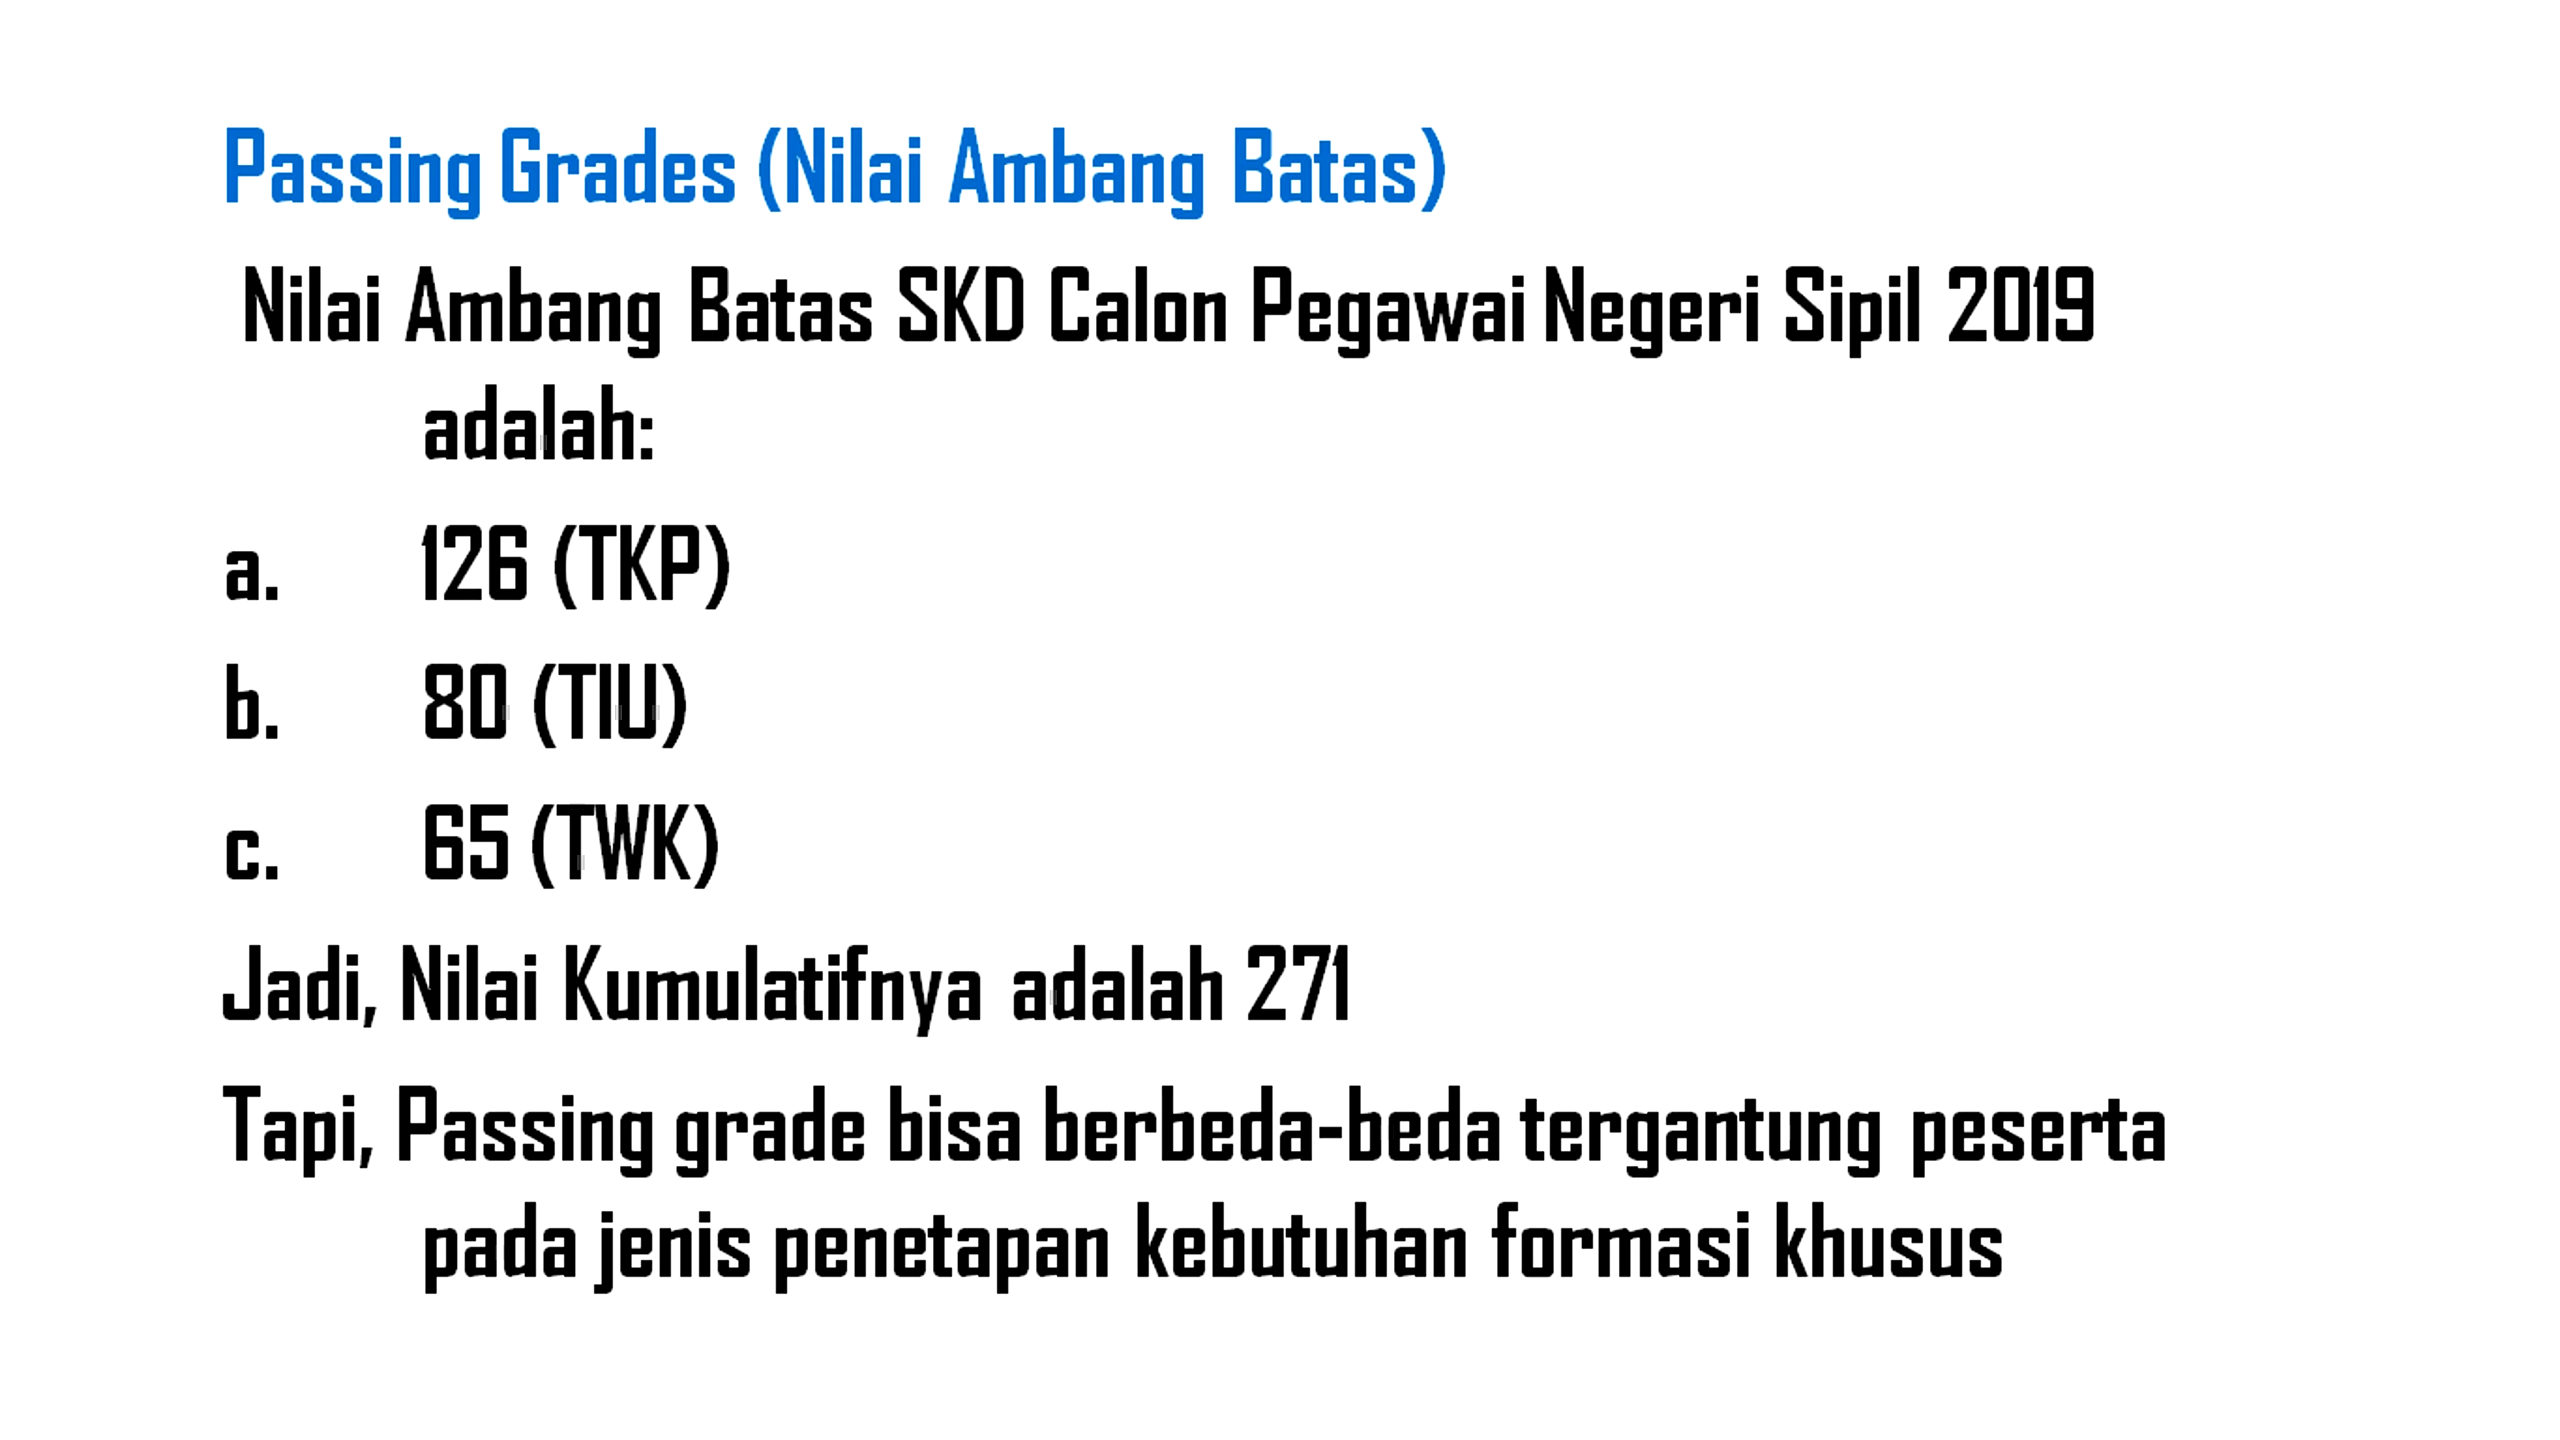 Passing Grades (Nilai Ambang Batas)
Nilai Ambang Batas SKD Calon Pegawai Negeri Sipil 2019
adalah:
a. 126 (TKP)
b. 80 (TIU)
c. 65 (TWK)
Jadi, Nilai Kumulatifnya adalah 271
Tapi, Passing grade bisa berbeda-beda tergantung peserta
pada jenis penetapan kebutuhan formasi khusus